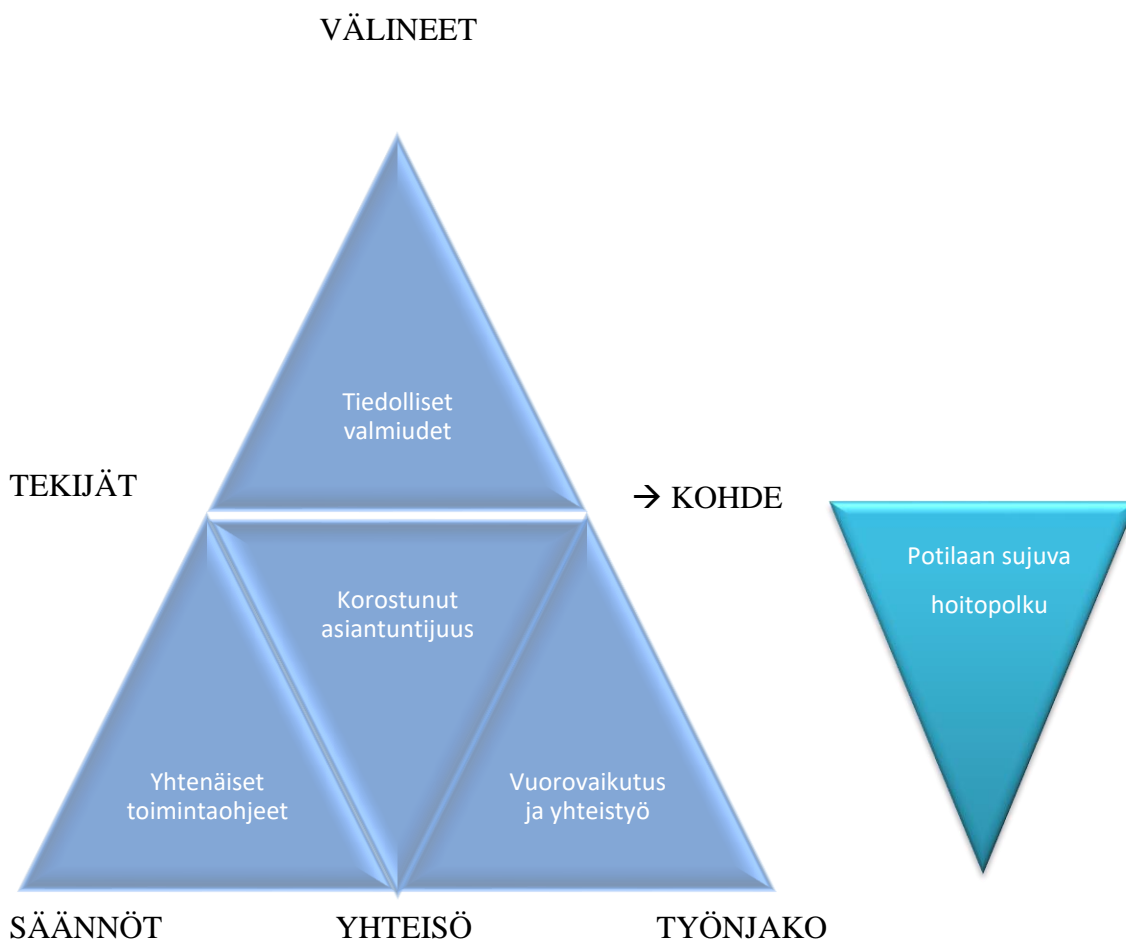 VÄLINEET
Tiedolliset
valmiudet
TEKIJÄT
→ KOHDE
Potilaan sujuva
hoitopolku
Korostunut
asiantuntijuus
Yhtenäiset
toimintaohjeet
Vuorovaikutus
ja yhteistyö
SÄÄNNÖT
YHTEISÖ
TYÖNJAKO